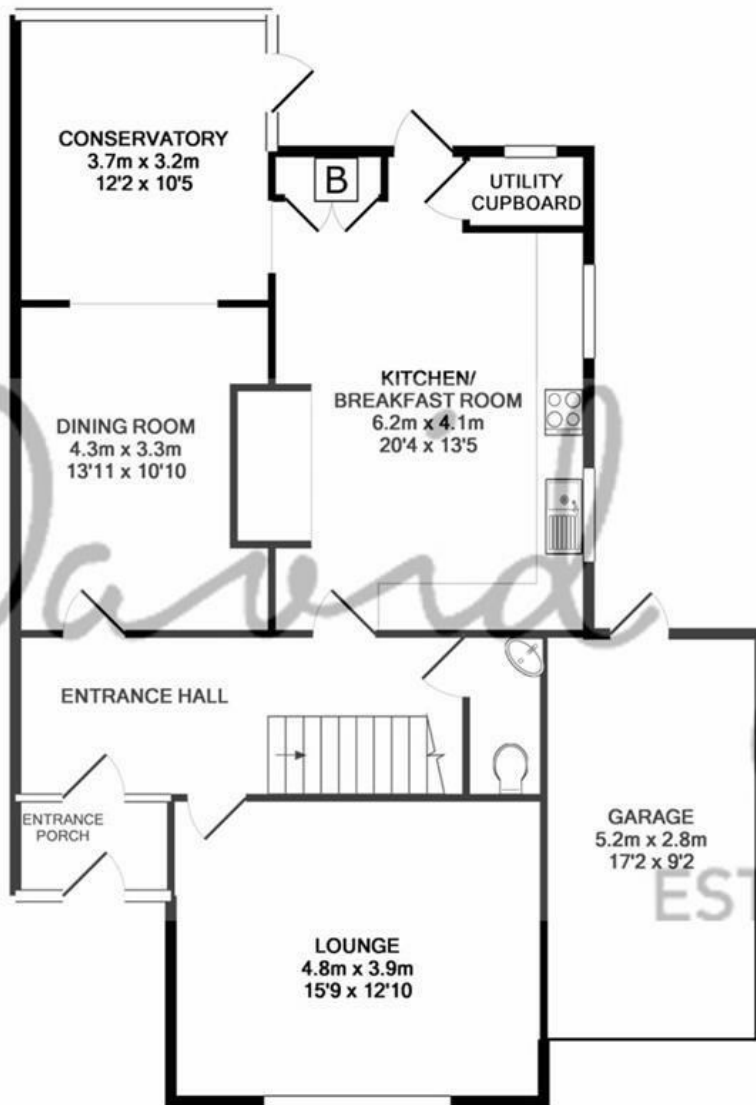 CONSERVATORY
3.7m x 3.2m
12'2 x 10'5
B
UTILITY
CUPBOARD
KITCHEN/
BREAKFAST ROOM
6.2m x 4.1m
20'4 x 13'5
DINING ROOM
4.3m x 3.3m
13'11 x 10'10
David
ENTRANCE HALL
ENTRANCE
PORCH
GARAGE
5.2m x 2.8m
17'2 x 9'2
EST
LOUNGE
4.8m x 3.9m
15'9 x 12'10